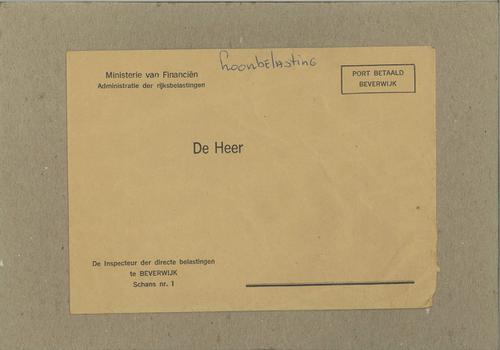 Loonbelasting
Ministerie van Financiën
Administratie der rijksbelastingen
PORT BETAALD
BEVERWIJK
De Heer
De Inspecteur der directe belastingen
te BEVERWIJK
Schans nr. 1